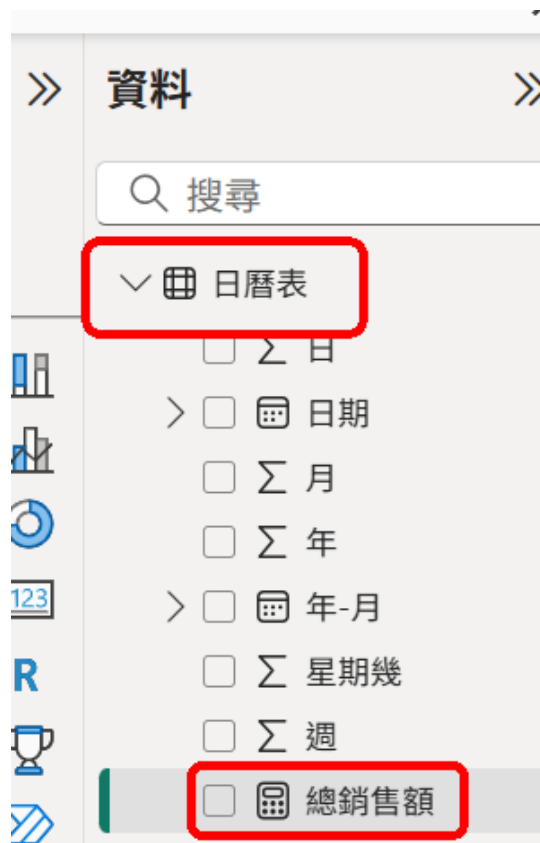 資料
搜尋
日曆表
日
日期
月
年
123
年-月
R
星期幾
週
總銷售額